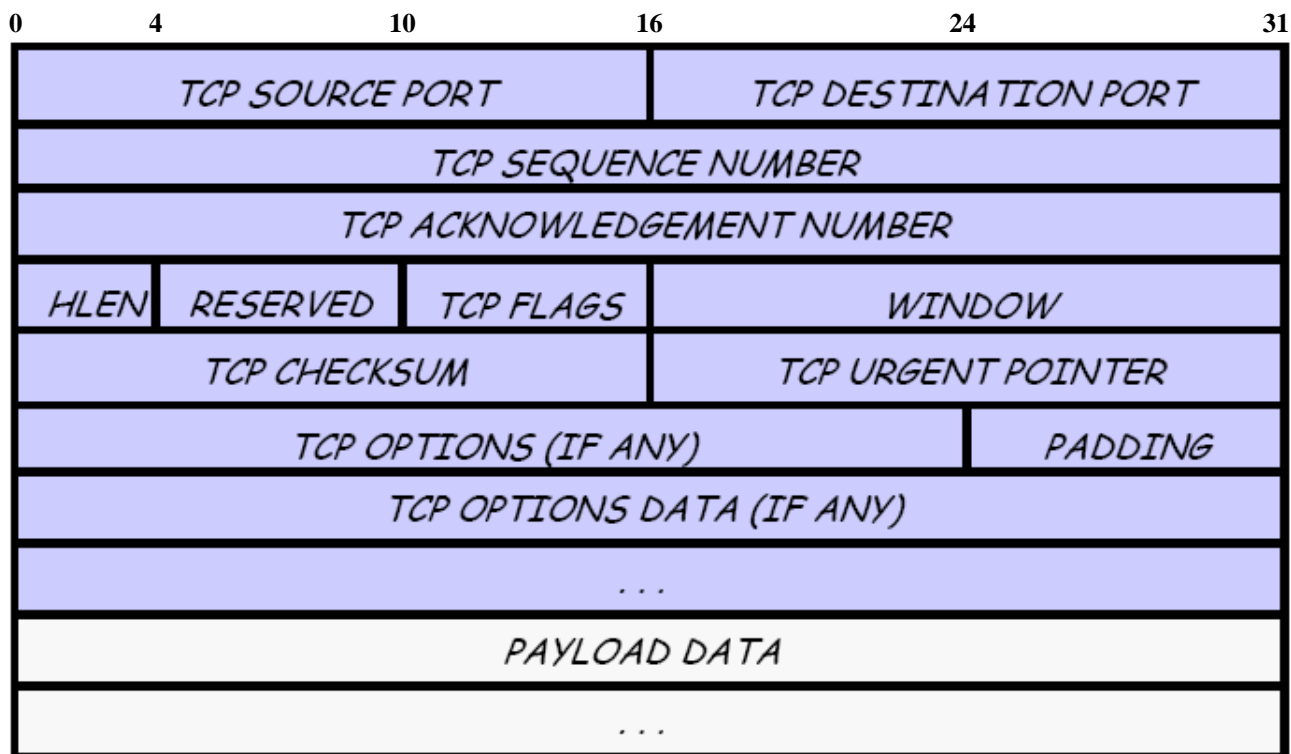 0 4 10 16 24 31
TCP SOURCE PORT TCP DESTINATION PORT
TCP SEQUENCE NUMBER
TCP ACKNOWLEDGEMENT NUMBER
HLEN RESERVED TCP FLAGS WINDOW
TCP CHECKSUM TCP URGENT POINTER
TCP OPTIONS (IF ANY) PADDING
TCP OPTIONS DATA (IF ANY)
. . .
PAYLOAD DATA
. . .